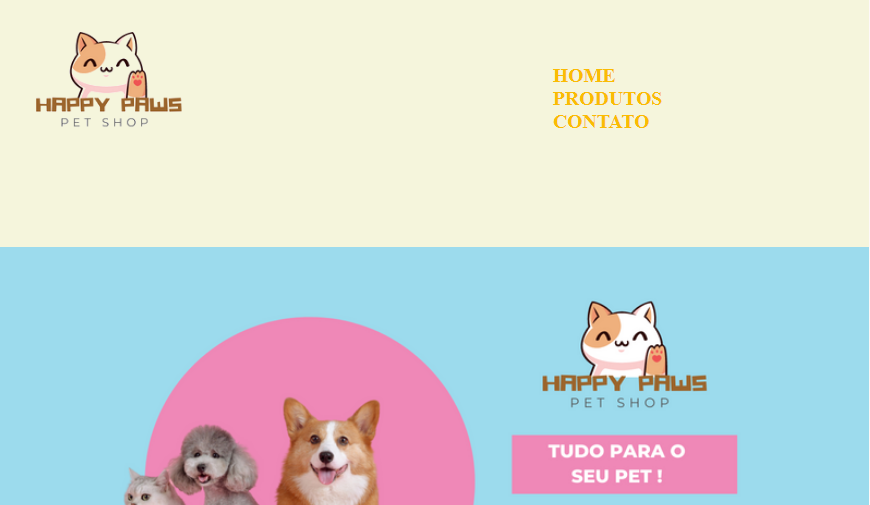 HAPPY PAWS
PET SHOP
HOME
PRODUTOS
CONTATO
HAPPY PAWS
PET SHOP
TUDO PARA O
SEU PET !